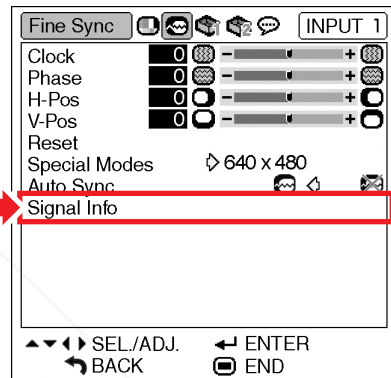 Fine Sync INPUT 1
Clock 0 - +
Phase 0 - +
H-Pos 0 - +
V-Pos 0 - +
Reset
Special Modes 640 x 480
Auto Sync
Signal Info
SEL./ADJ. ENTER
BACK END